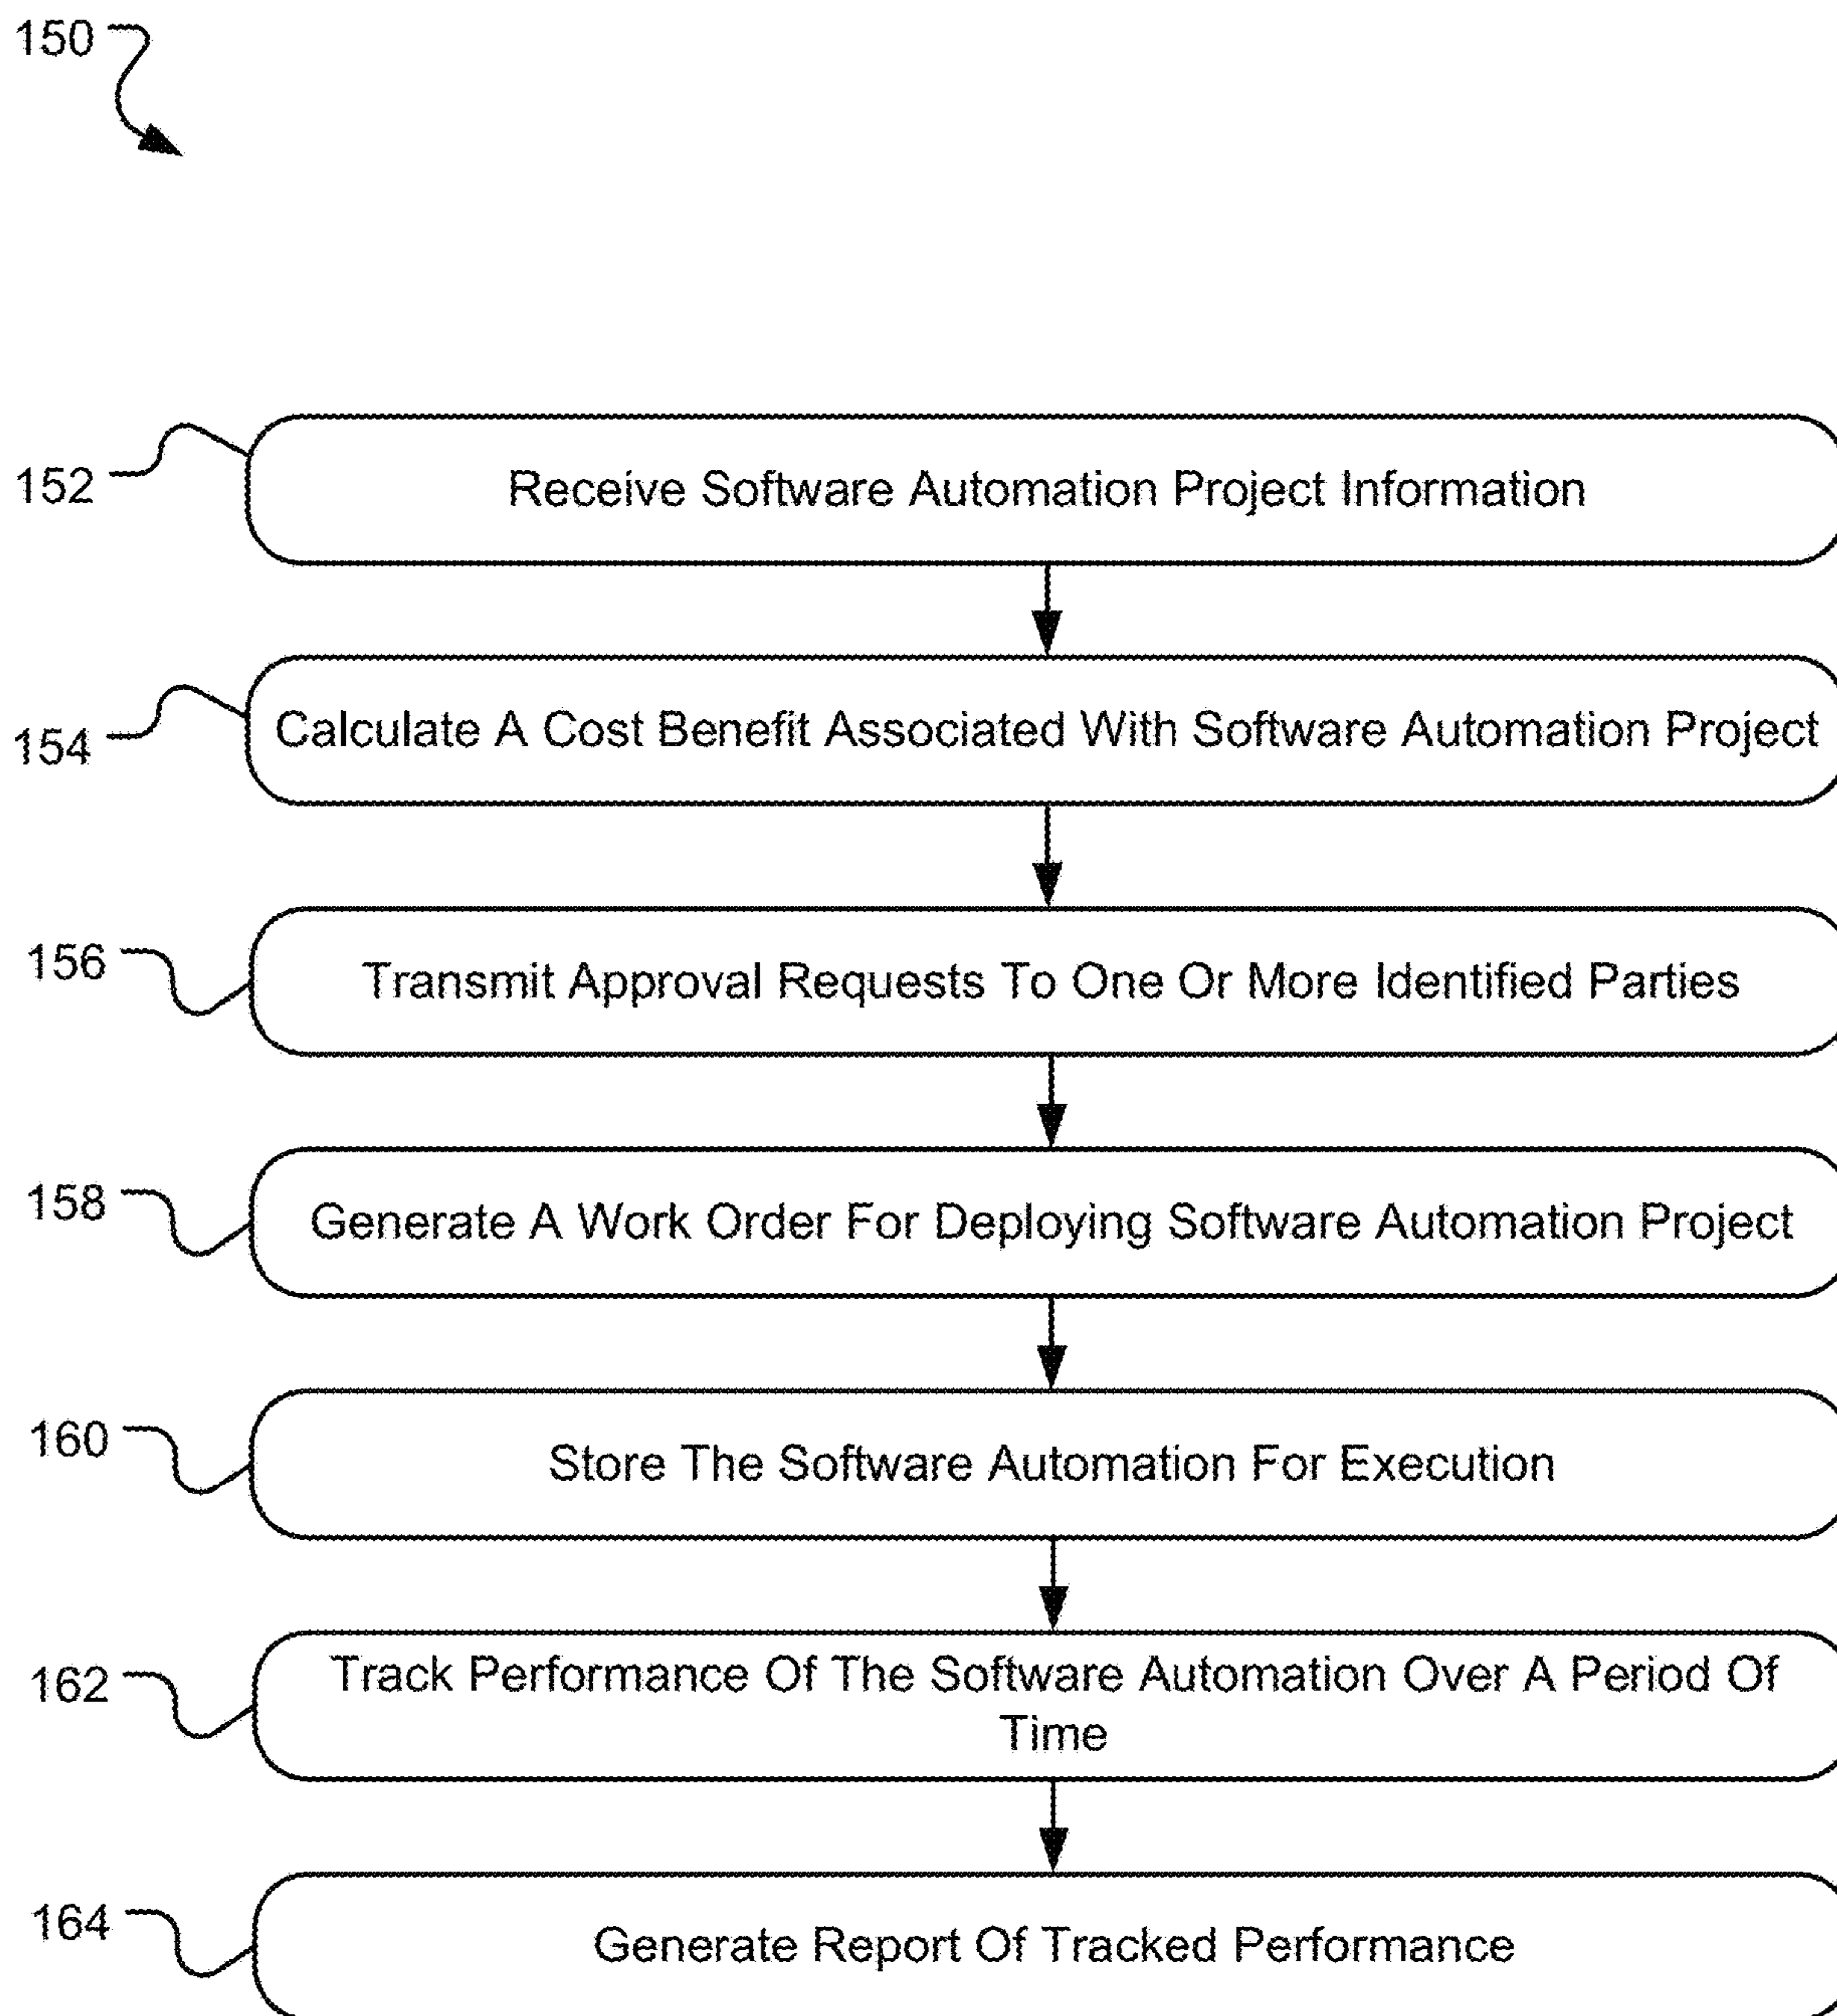 150
152
Receive Software Automation Project Information
154
Calculate A Cost Benefit Associated With Software Automation Project
156
Transmit Approval Requests To One Or More Identified Parties
158
Generate A Work Order For Deploying Software Automation Project
160
Store The Software Automation For Execution
162
Track Performance Of The Software Automation Over A Period Of
Time
164
Generate Report Of Tracked Performance